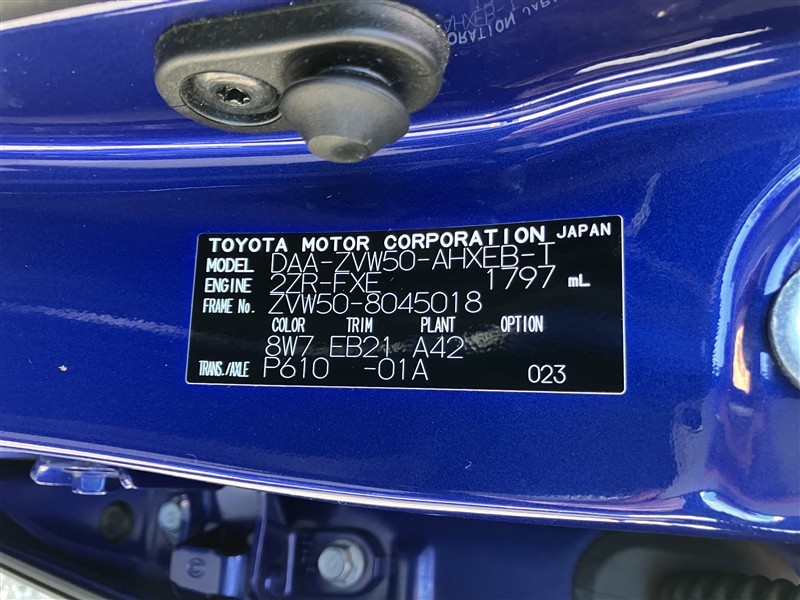 TOYOTA MOTOR CORPORATION JAPAN
MODEL DAA-ZVW50-AHXEB-T
ENGINE 2ZR-FXE 1797 mL
FRAME No. ZVW50-8045018
COLOR TRIM PLANT OPTION
8W7 EB21 A42
TRANS./AXLE P610 -01A 023